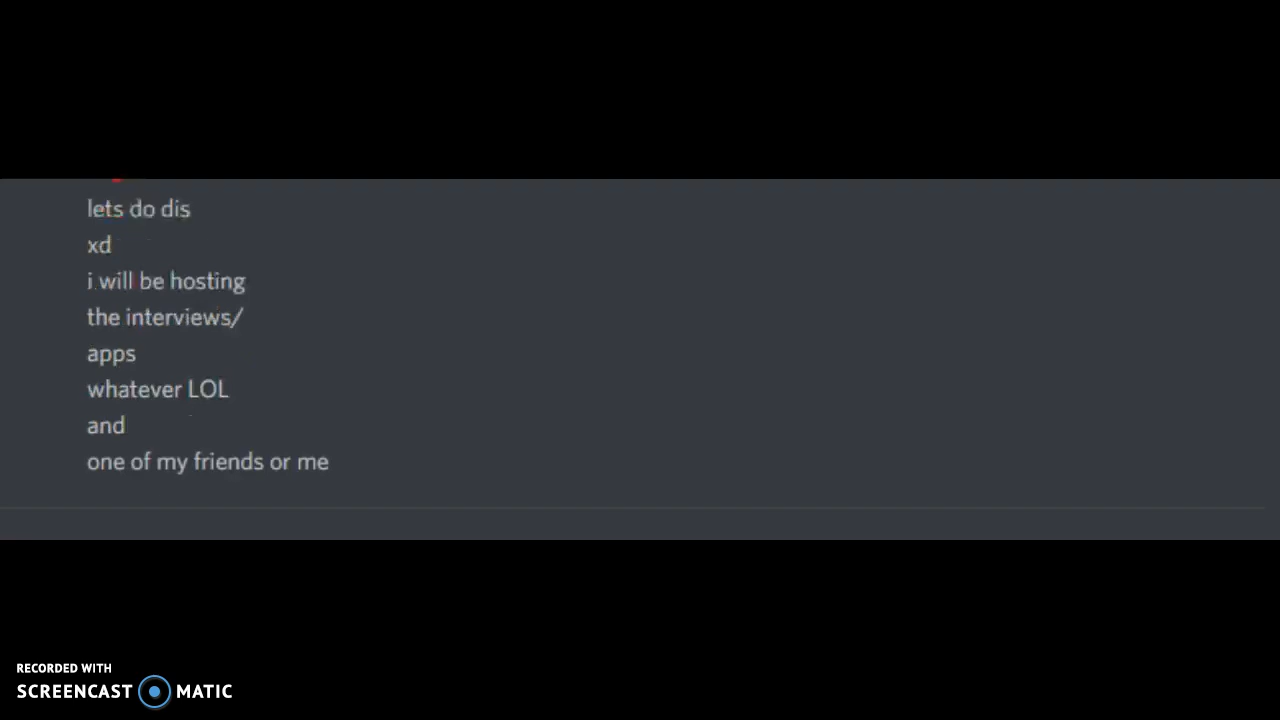 lets do dis
xd
i will be hosting
the interviews/
apps
whatever LOL
and
one of my friends or me
RECORDED WITH
SCREENCAST MATIC